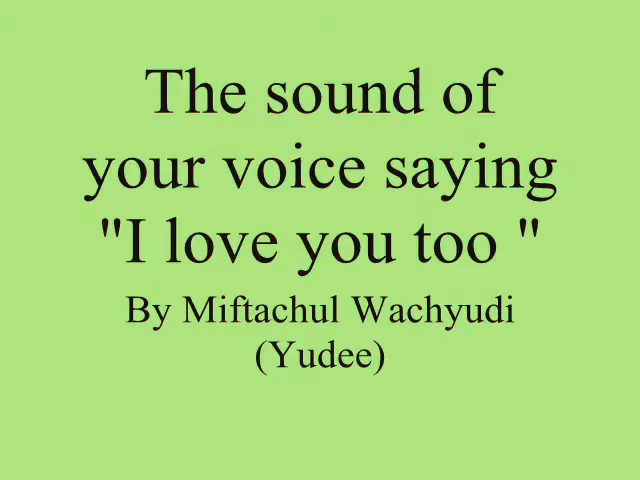 The sound of
your voice saying
"I love you too "
By Miftachul Wachyudi
(Yudee)